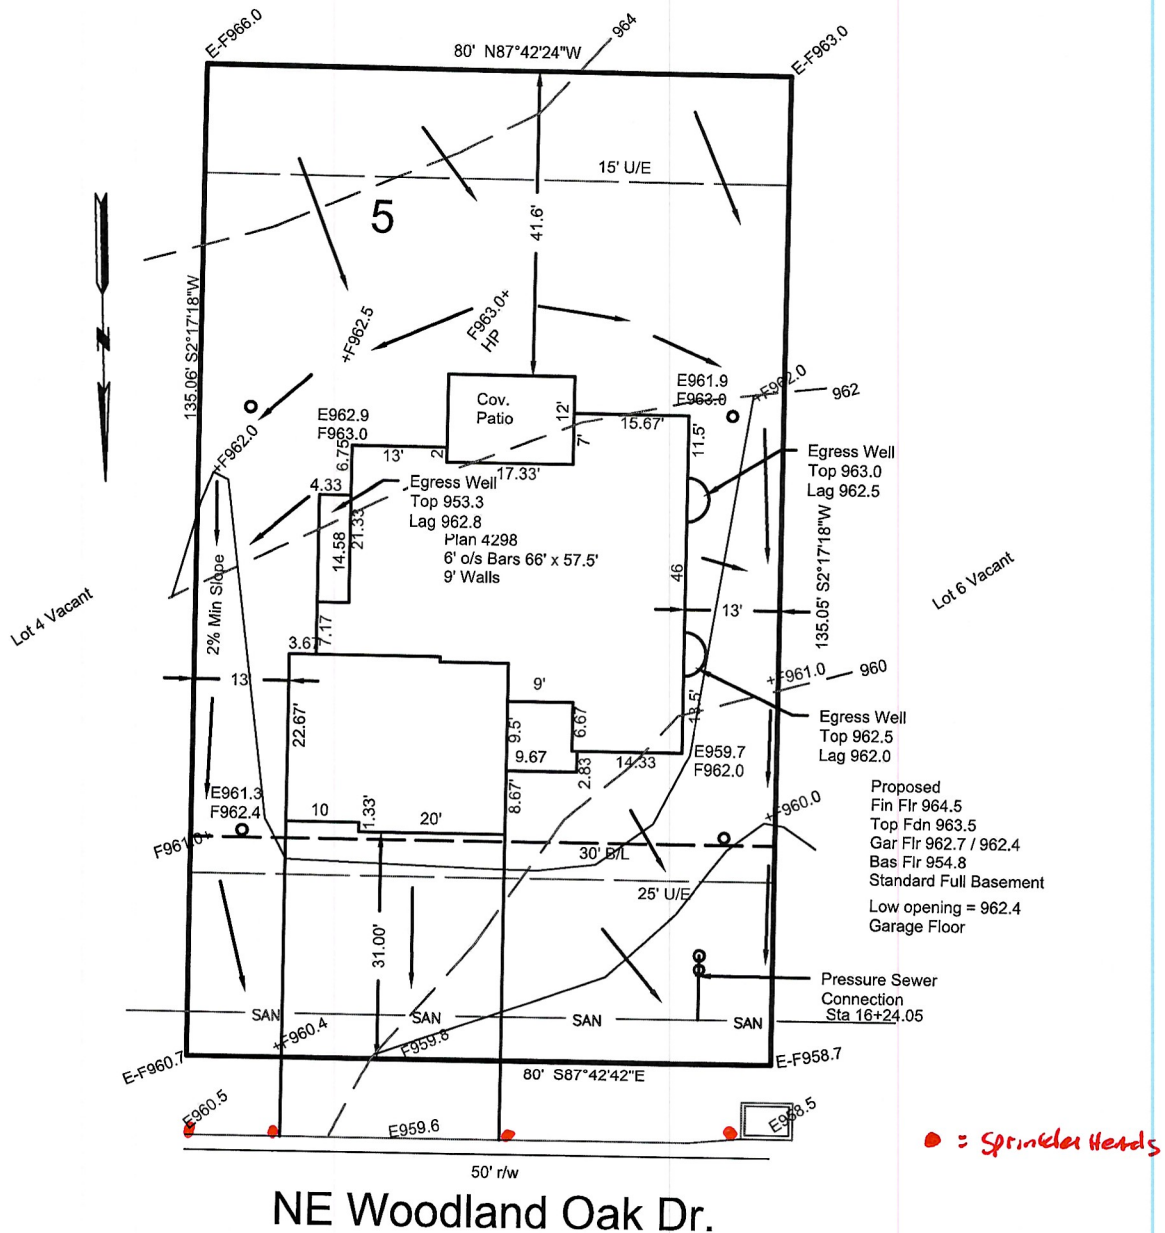 E-F966.0
80' N87°42'24"W
964
E-F963.0
15' U/E
5
41.6'
135.06' S2°17'18"W
N
+F962.5
F963.0+
HP
E961.9
F963.0
+F962.0
962
Cov.
Patio
12'
7'
15.67'
11.5'
E962.9
F963.0
6.75'
13'
2
17.33'
+F962.0
4.33
Egress Well
Top 953.3
Lag 962.8
Plan 4298
6' o/s Bars 66' x 57.5'
9' Walls
14.58
21.33
Egress Well
Top 963.0
Lag 962.5
135.05' S2°17'18"W
Lot 4 Vacant
Lot 6 Vacant
2% Min Slope
46
13'
7.17
3.67
13'
22.67'
9'
9.5'
6.67
9.67
2.83
14.33
13.5'
+F961.0
960
Egress Well
Top 962.5
Lag 962.0
E959.7
F962.0
E961.3
F962.4
10
1.33'
20'
8.67'
F961.0+
30' B/L
+F960.0
25' U/E
31.00'
Proposed
Fin Flr 964.5
Top Fdn 963.5
Gar Flr 962.7 / 962.4
Bas Flr 954.8
Standard Full Basement
Low opening = 962.4
Garage Floor
Pressure Sewer
Connection
Sta 16+24.05
SAN
SAN
SAN
SAN
+F960.4
F959.8
E-F960.7
E-F958.7
80' S87°42'42"E
E960.5
E959.6
E958.5
= Sprinkler Heads
50' r/w
NE Woodland Oak Dr.